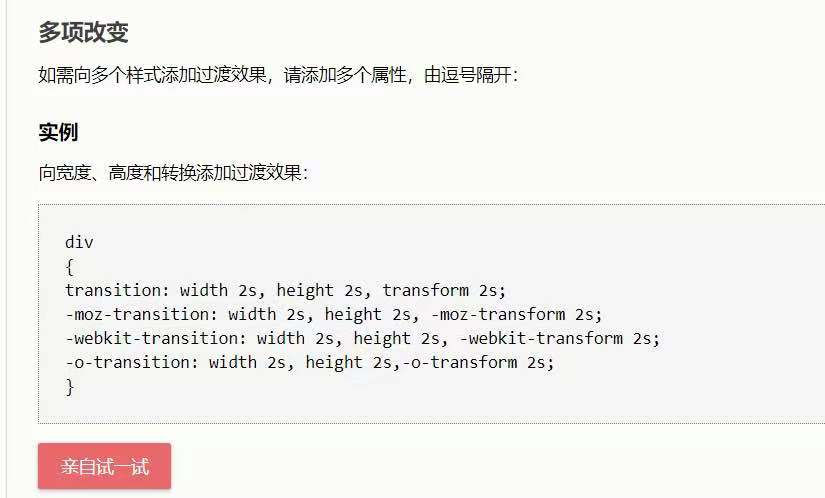 多项改变
如需向多个样式添加过渡效果，请添加多个属性，由逗号隔开：
实例
向宽度、高度和转换添加过渡效果：
div
{
transition: width 2s, height 2s, transform 2s;
-moz-transition: width 2s, height 2s, -moz-transform 2s;
-webkit-transition: width 2s, height 2s, -webkit-transform 2s;
-o-transition: width 2s, height 2s,-o-transform 2s;
}
亲自试一试